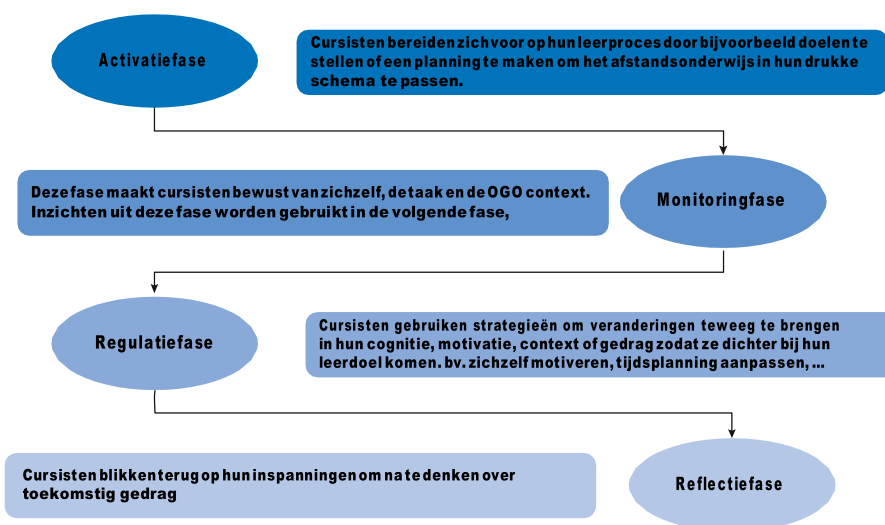 Activatiefase
Cursisten bereiden zich voor op hun leerproces door bijvoorbeeld doelen te
stellen of een planning te maken om het afstandsonderwijs in hun drukke
schema te passen.
Deze fase maakt cursisten bewust van zichzelf, de taak en de OGO context.
Inzichten uit deze fase worden gebruikt in de volgende fase,
Monitoringfase
Regulatiefase
Cursisten gebruiken strategieën om veranderingen teweeg te brengen
in hun cognitie, motivatie, context of gedrag zodat ze dichter bij hun
leerdoel komen. bv. zichzelf motiveren, tijdsplanning aanpassen, ...
Cursisten blikken terug op hun inspanningen om na te denken over
toekomstig gedrag
Reflectiefase